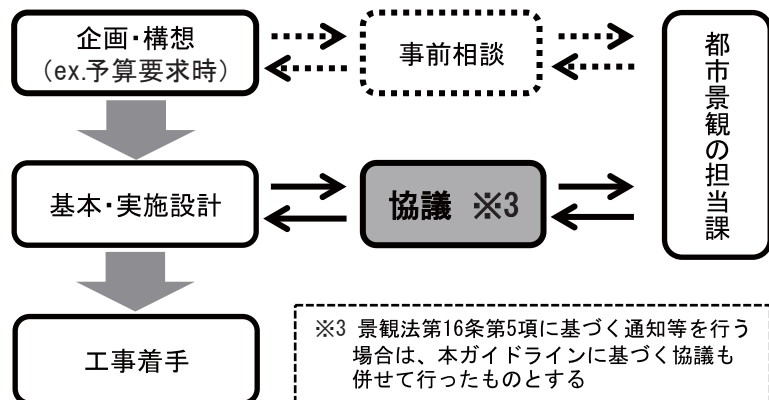 企画・構想
（ex.予算要求時）
事前相談
都市景観の担当課
基本・実施設計
協議 ※3
工事着手
※3 景観法第16条第5項に基づく通知等を行う
場合は、本ガイドラインに基づく協議も
併せて行ったものとする